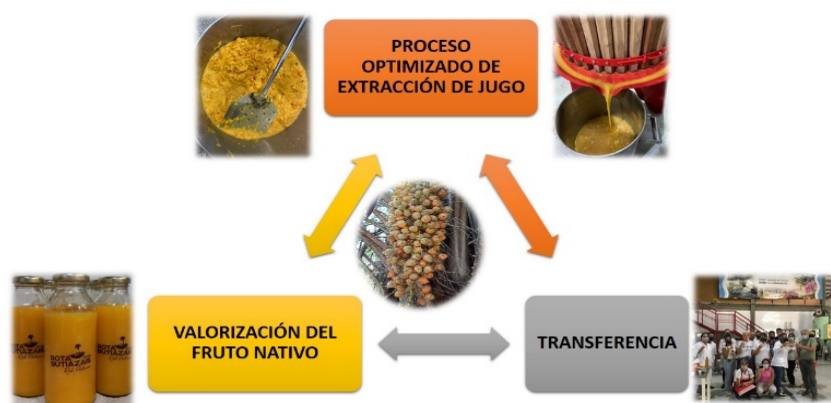 PROCESO
OPTIMIZADO DE
EXTRACCIÓN DE JUGO
VALORIZACIÓN DEL
FRUTO NATIVO
TRANSFERENCIA